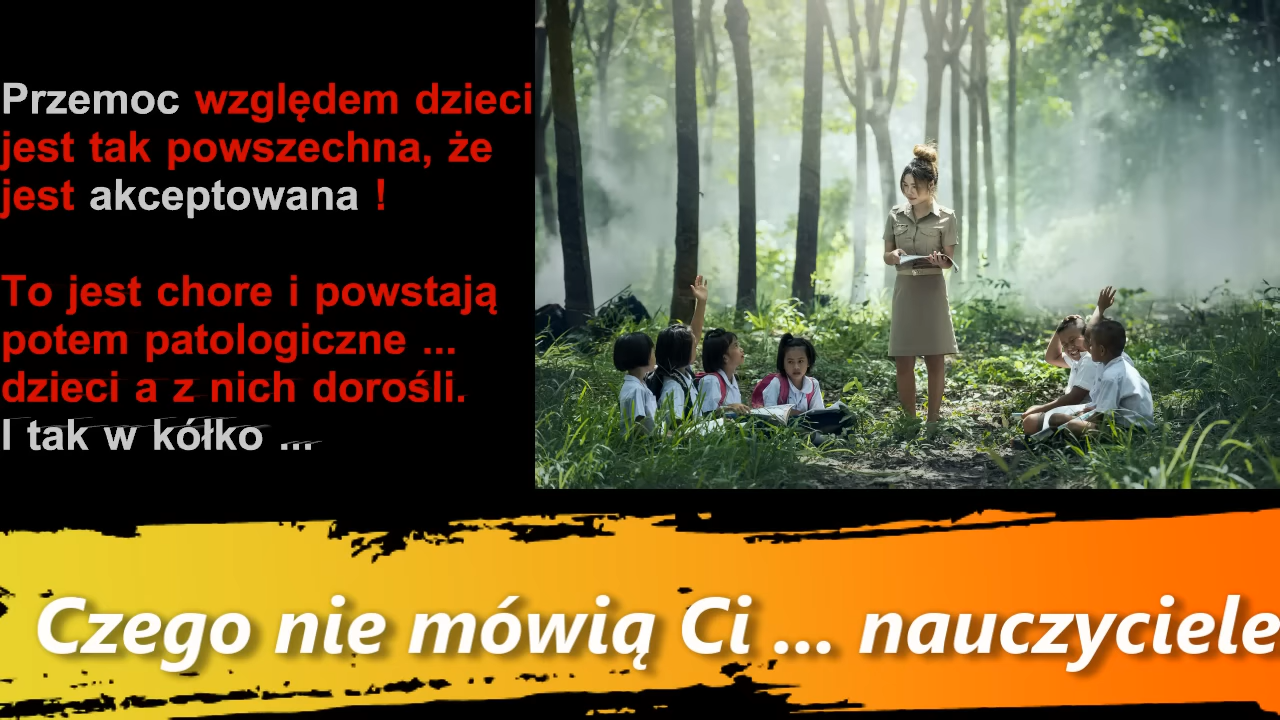 Przemoc względem dzieci
jest tak powszechna, że
jest akceptowana !
To jest chore i powstają
potem patologiczne ...
dzieci a z nich dorośli.
I tak w kółko ...
Czego nie mówią Ci ... nauczyciele